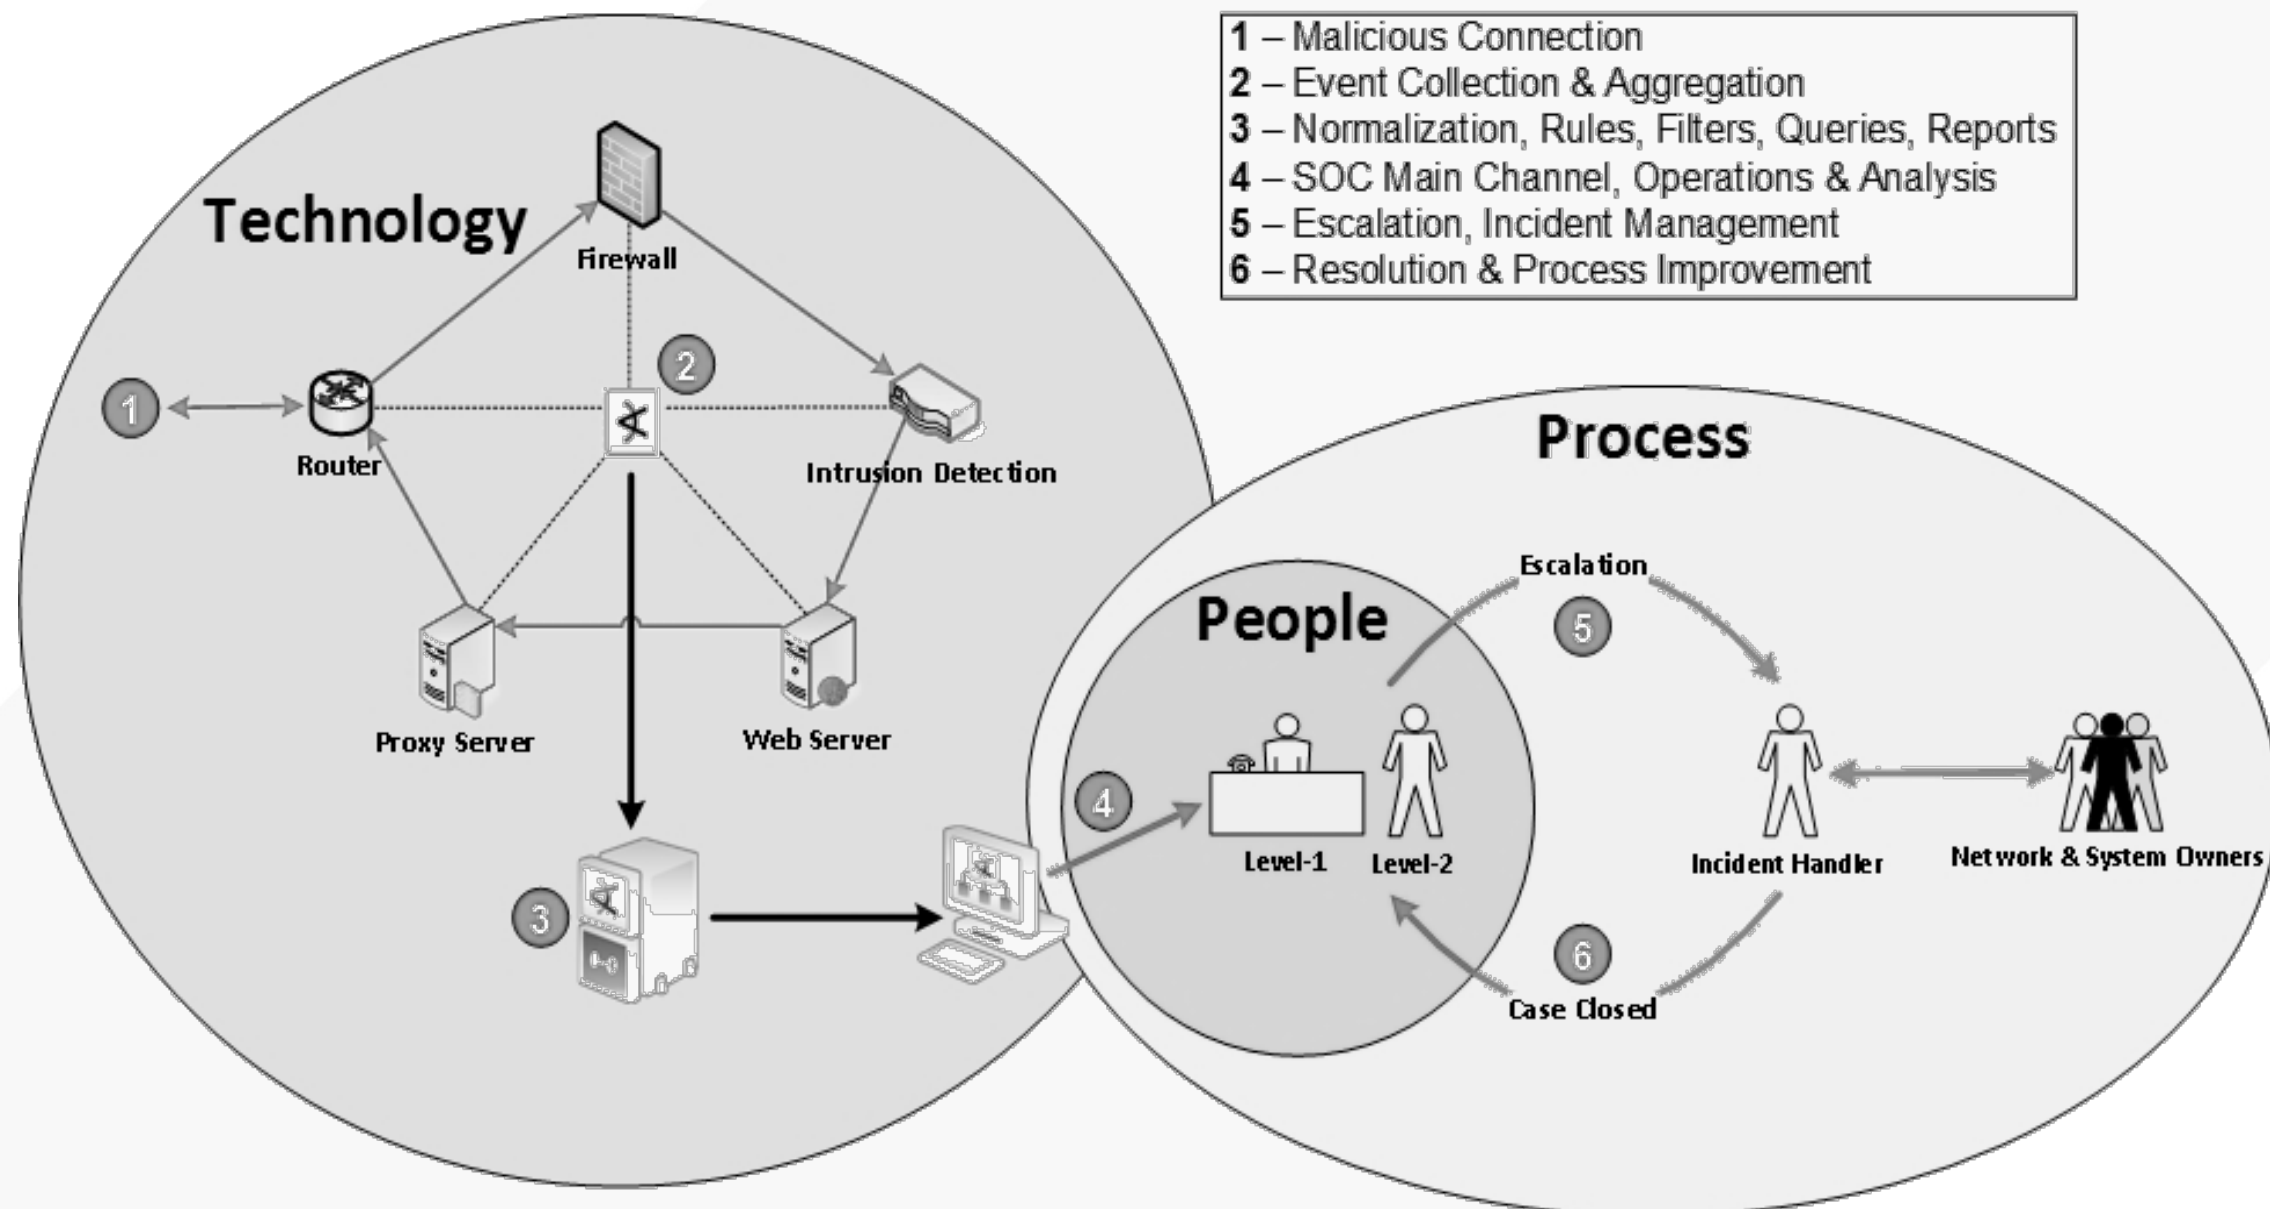 1 – Malicious Connection
2 – Event Collection & Aggregation
3 – Normalization, Rules, Filters, Queries, Reports
4 – SOC Main Channel, Operations & Analysis
5 – Escalation, Incident Management
6 – Resolution & Process Improvement
Technology
Firewall
2
1
Router
Intrusion Detection
Proxy Server
Web Server
3
Process
People
Escalation
5
4
Level-1
Level-2
Incident Handler
Network & System Owners
6
Case Closed